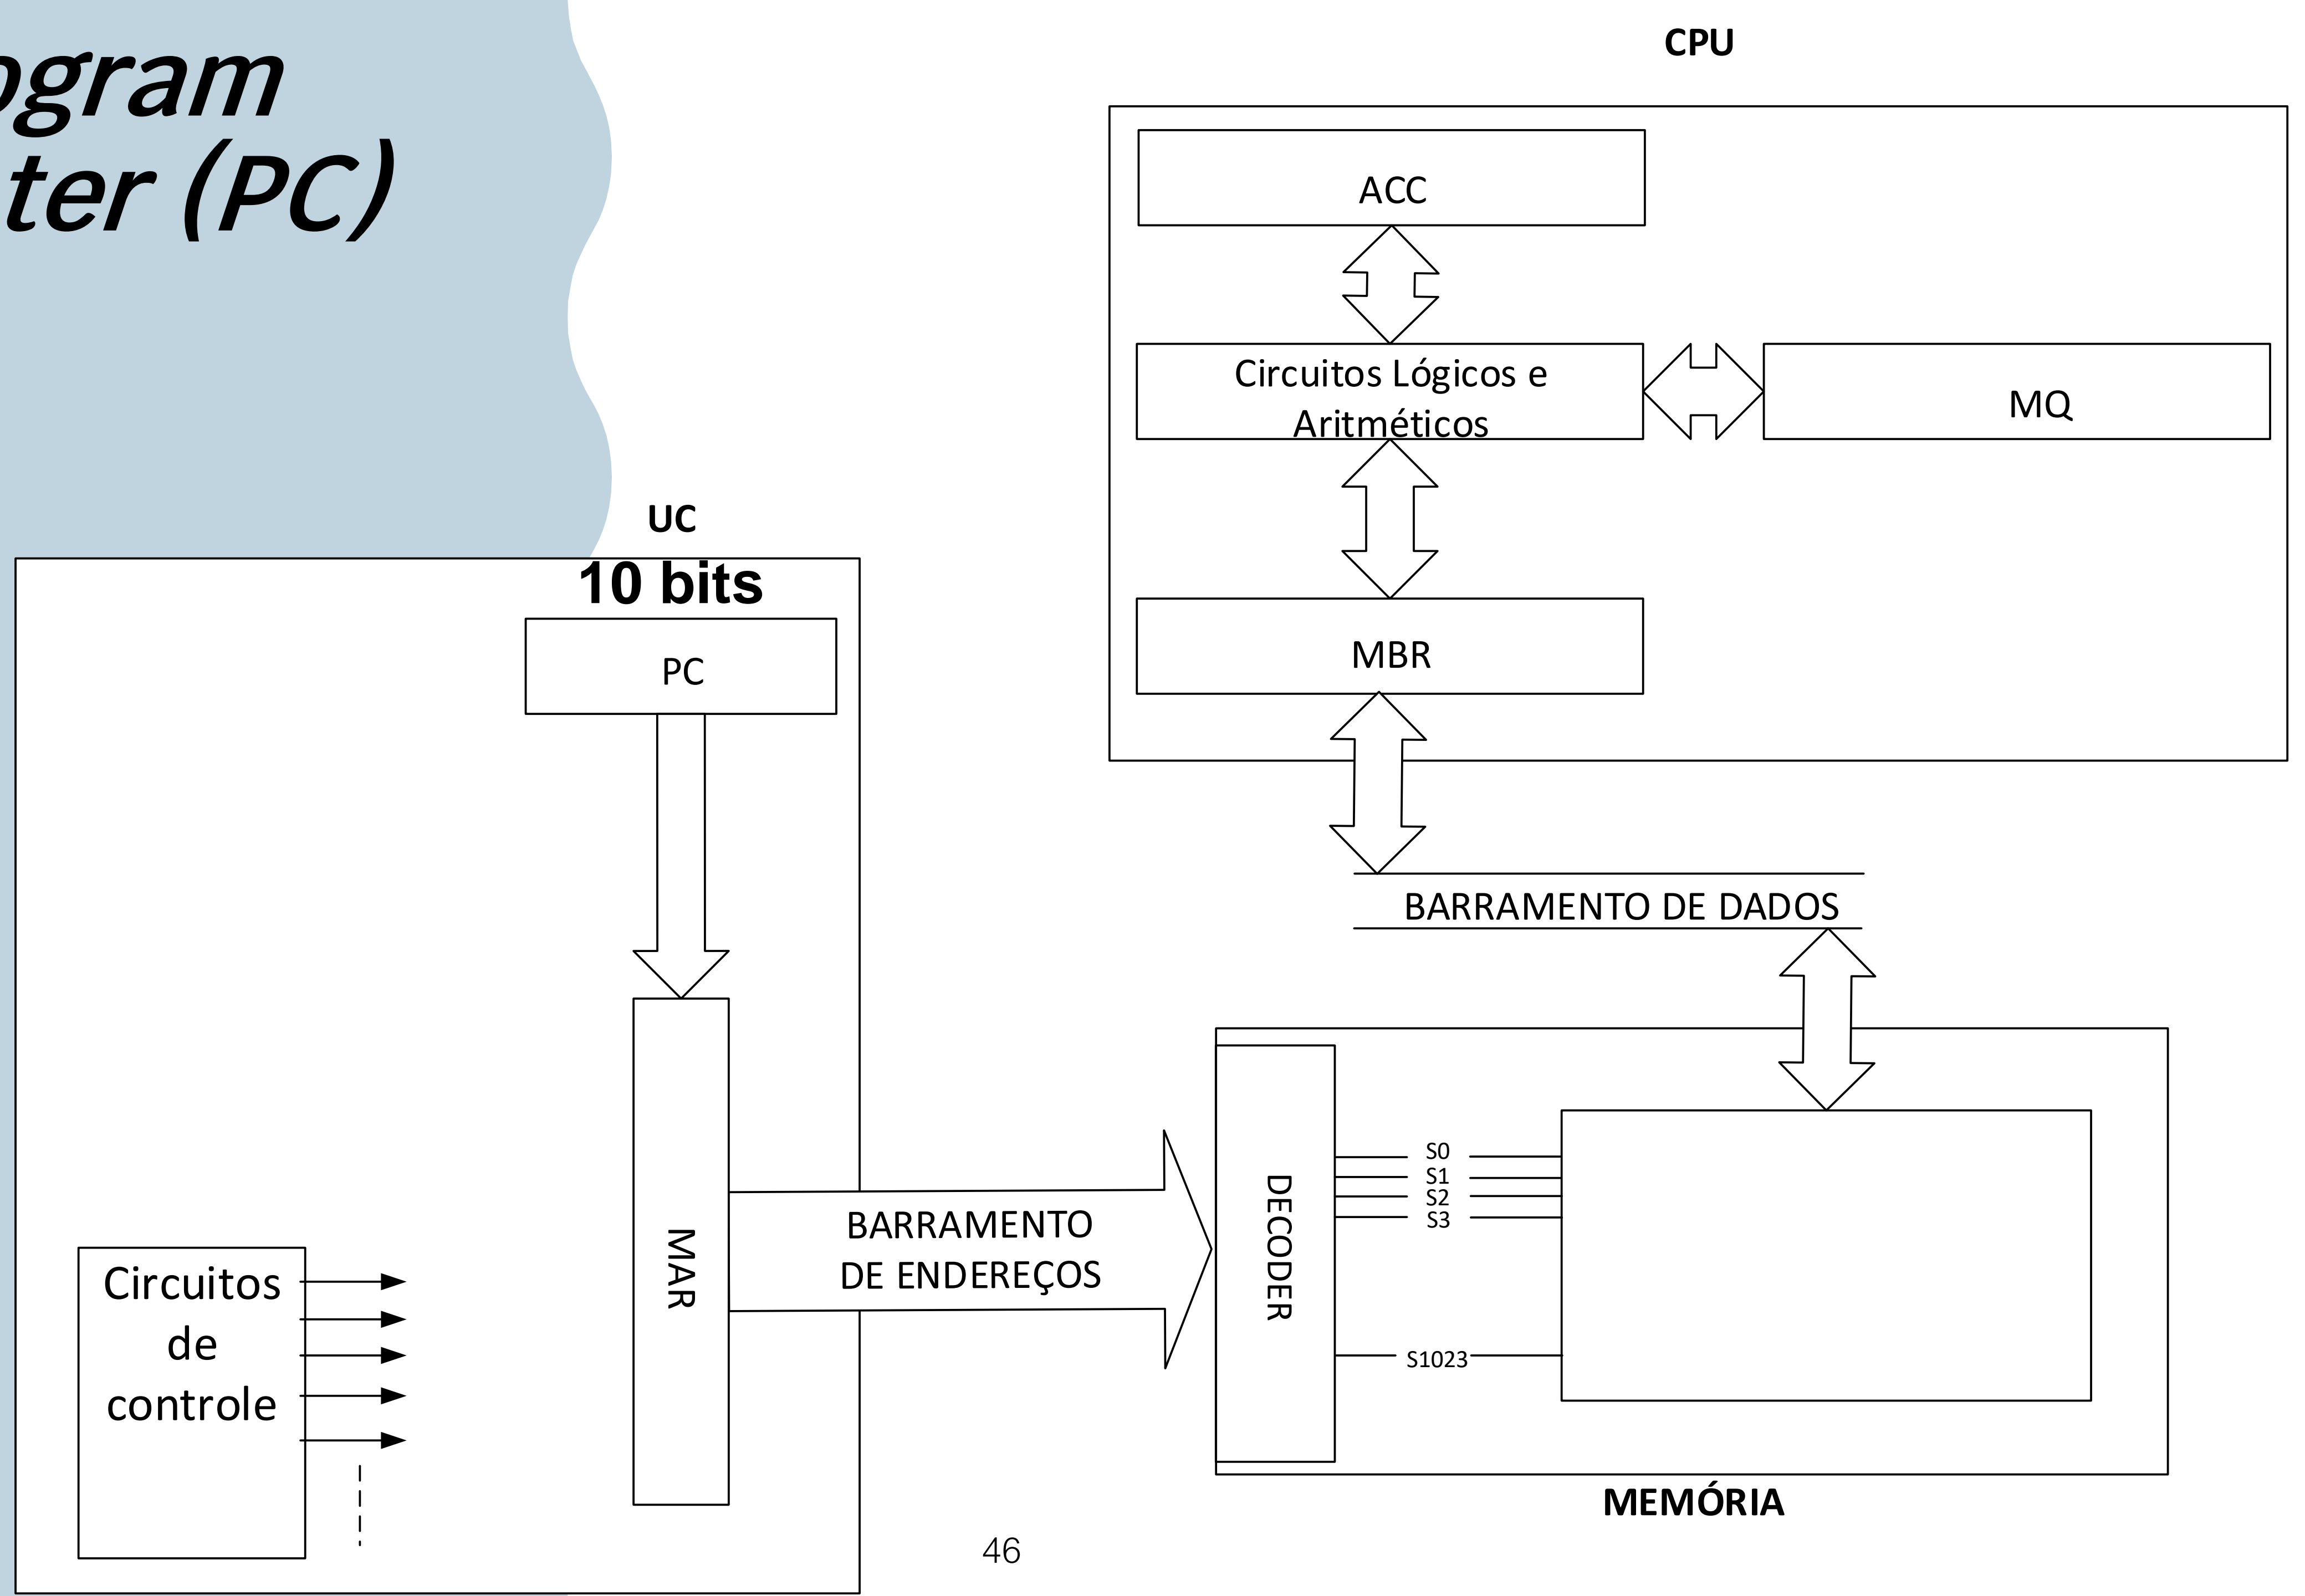 ogram
ter (PC)
CPU
ACC
Circuitos Lógicos e
Aritméticos
MQ
MBR
UC
10 bits
PC
BARRAMENTO DE DADOS
MAR
BARRAMENTO
DE ENDEREÇOS
DECODER
S0
S1
S2
S3
S1023
Circuitos
de
controle
MEMÓRIA
46